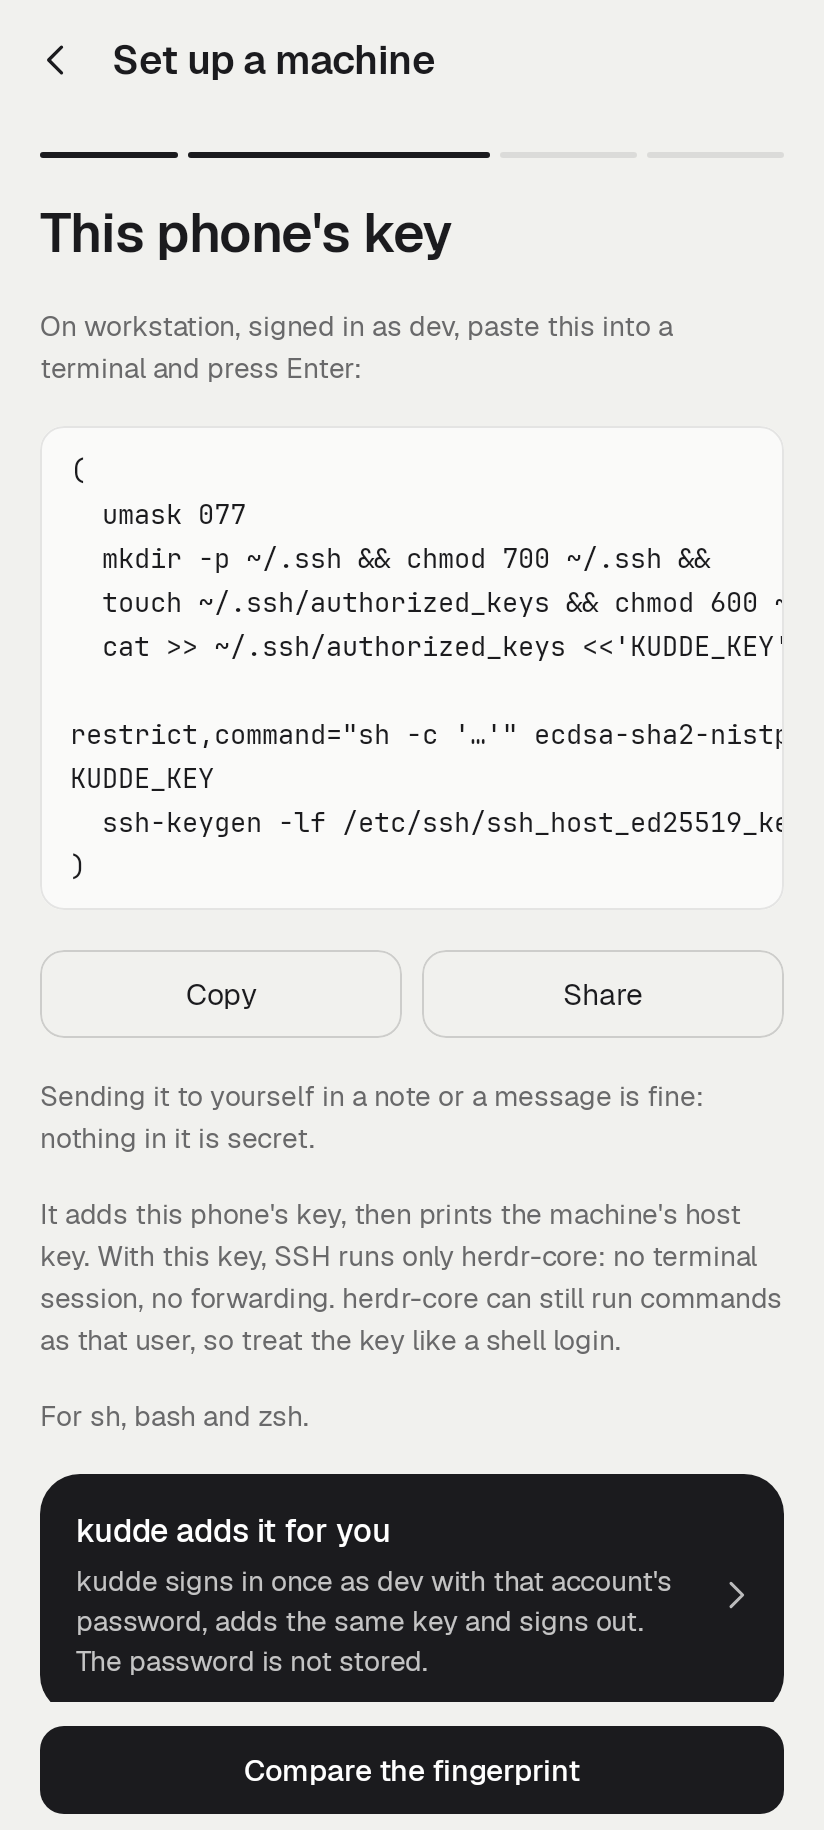 Set up a machine
This phone's key
On workstation, signed in as dev, paste this into a
terminal and press Enter:
(
  umask 077
  mkdir -p ~/.ssh && chmod 700 ~/.ssh &&
  touch ~/.ssh/authorized_keys && chmod 600 ~
  cat >> ~/.ssh/authorized_keys <<'KUDDE_KEY'

restrict,command="sh -c '…'" ecdsa-sha2-nistp
KUDDE_KEY
  ssh-keygen -lf /etc/ssh/ssh_host_ed25519_ke
)
Copy
Share
Sending it to yourself in a note or a message is fine:
nothing in it is secret.
It adds this phone's key, then prints the machine's host
key. With this key, SSH runs only herdr-core: no terminal
session, no forwarding. herdr-core can still run commands
as that user, so treat the key like a shell login.
For sh, bash and zsh.
kudde adds it for you
kudde signs in once as dev with that account's
password, adds the same key and signs out.
The password is not stored.
Compare the fingerprint